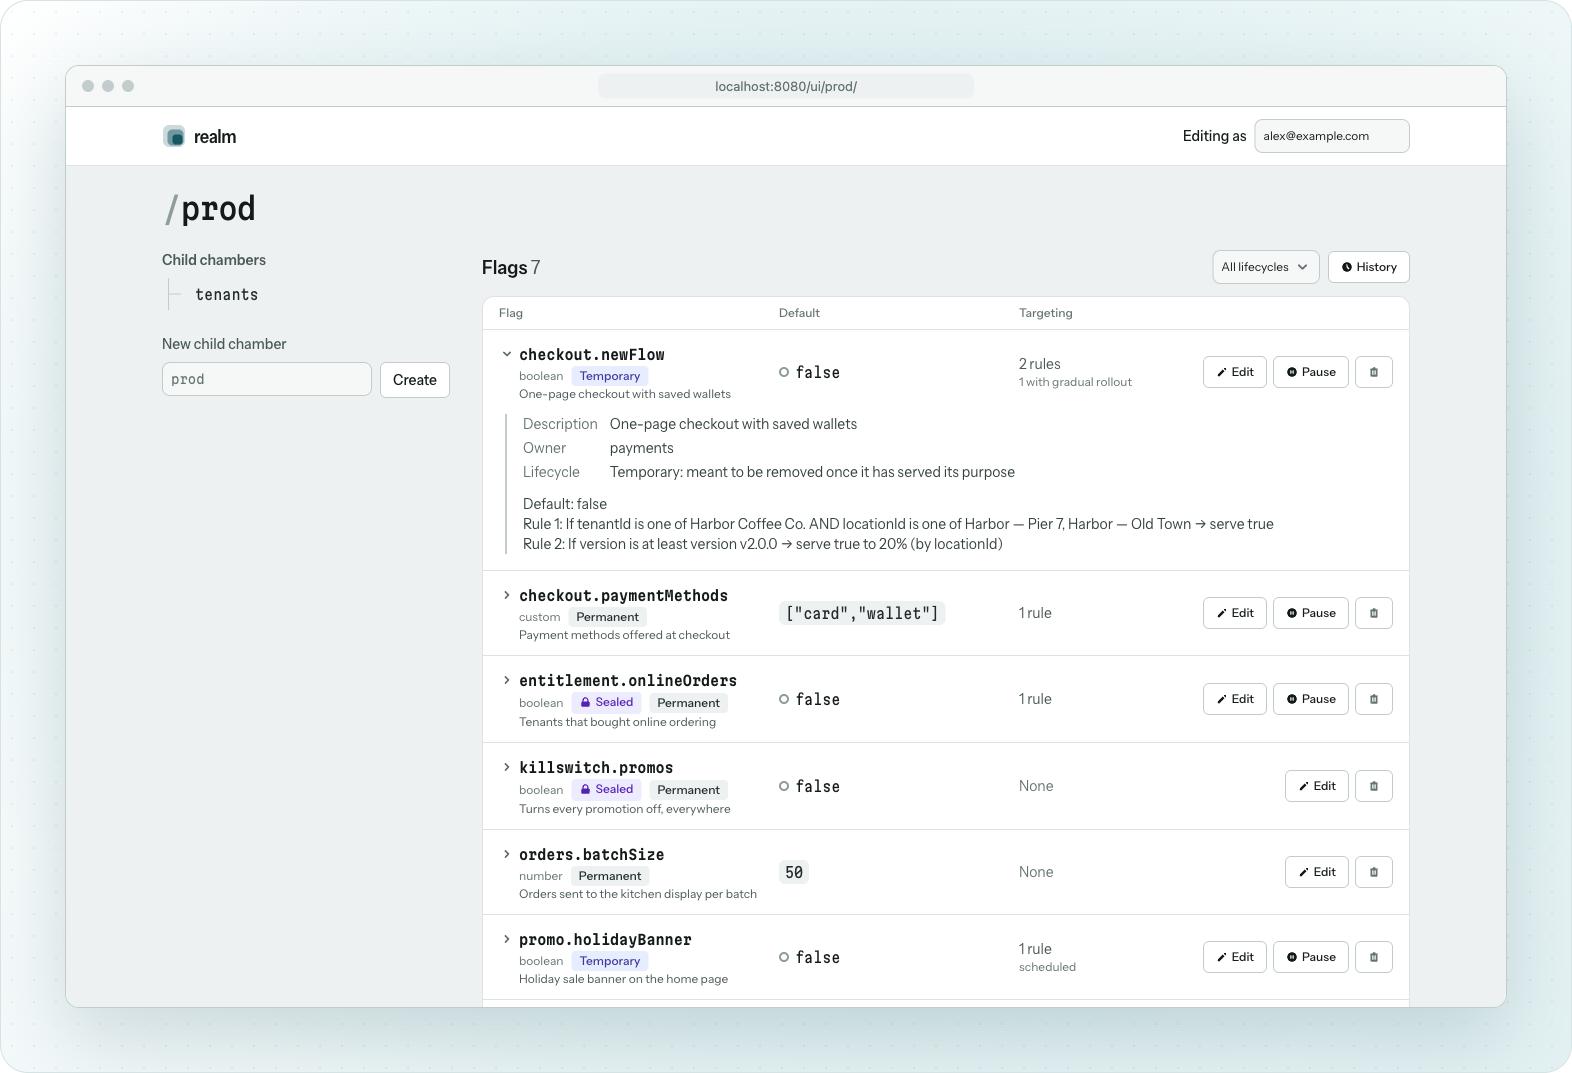 localhost:8080/ui/prod/
realm
Editing as alex@example.com
/prod
Child chambers
tenants
New child chamber
prod Create
Flags 7 All lifecycles History
Flag Default Targeting
checkout.newFlow
boolean Temporary
One-page checkout with saved wallets
false
2 rules
1 with gradual rollout
Edit Pause
Description One-page checkout with saved wallets
Owner payments
Lifecycle Temporary: meant to be removed once it has served its purpose
Default: false
Rule 1: If tenantId is one of Harbor Coffee Co. AND locationId is one of Harbor — Pier 7, Harbor — Old Town → serve true
Rule 2: If version is at least version v2.0.0 → serve true to 20% (by locationId)
checkout.paymentMethods
custom Permanent
Payment methods offered at checkout
["card","wallet"]
1 rule
Edit Pause
entitlement.onlineOrders
boolean Sealed Permanent
Tenants that bought online ordering
false
1 rule
Edit Pause
killswitch.promos
boolean Sealed Permanent
Turns every promotion off, everywhere
false
None
Edit
orders.batchSize
number Permanent
Orders sent to the kitchen display per batch
50
None
Edit
promo.holidayBanner
boolean Temporary
Holiday sale banner on the home page
false
1 rule
scheduled
Edit Pause